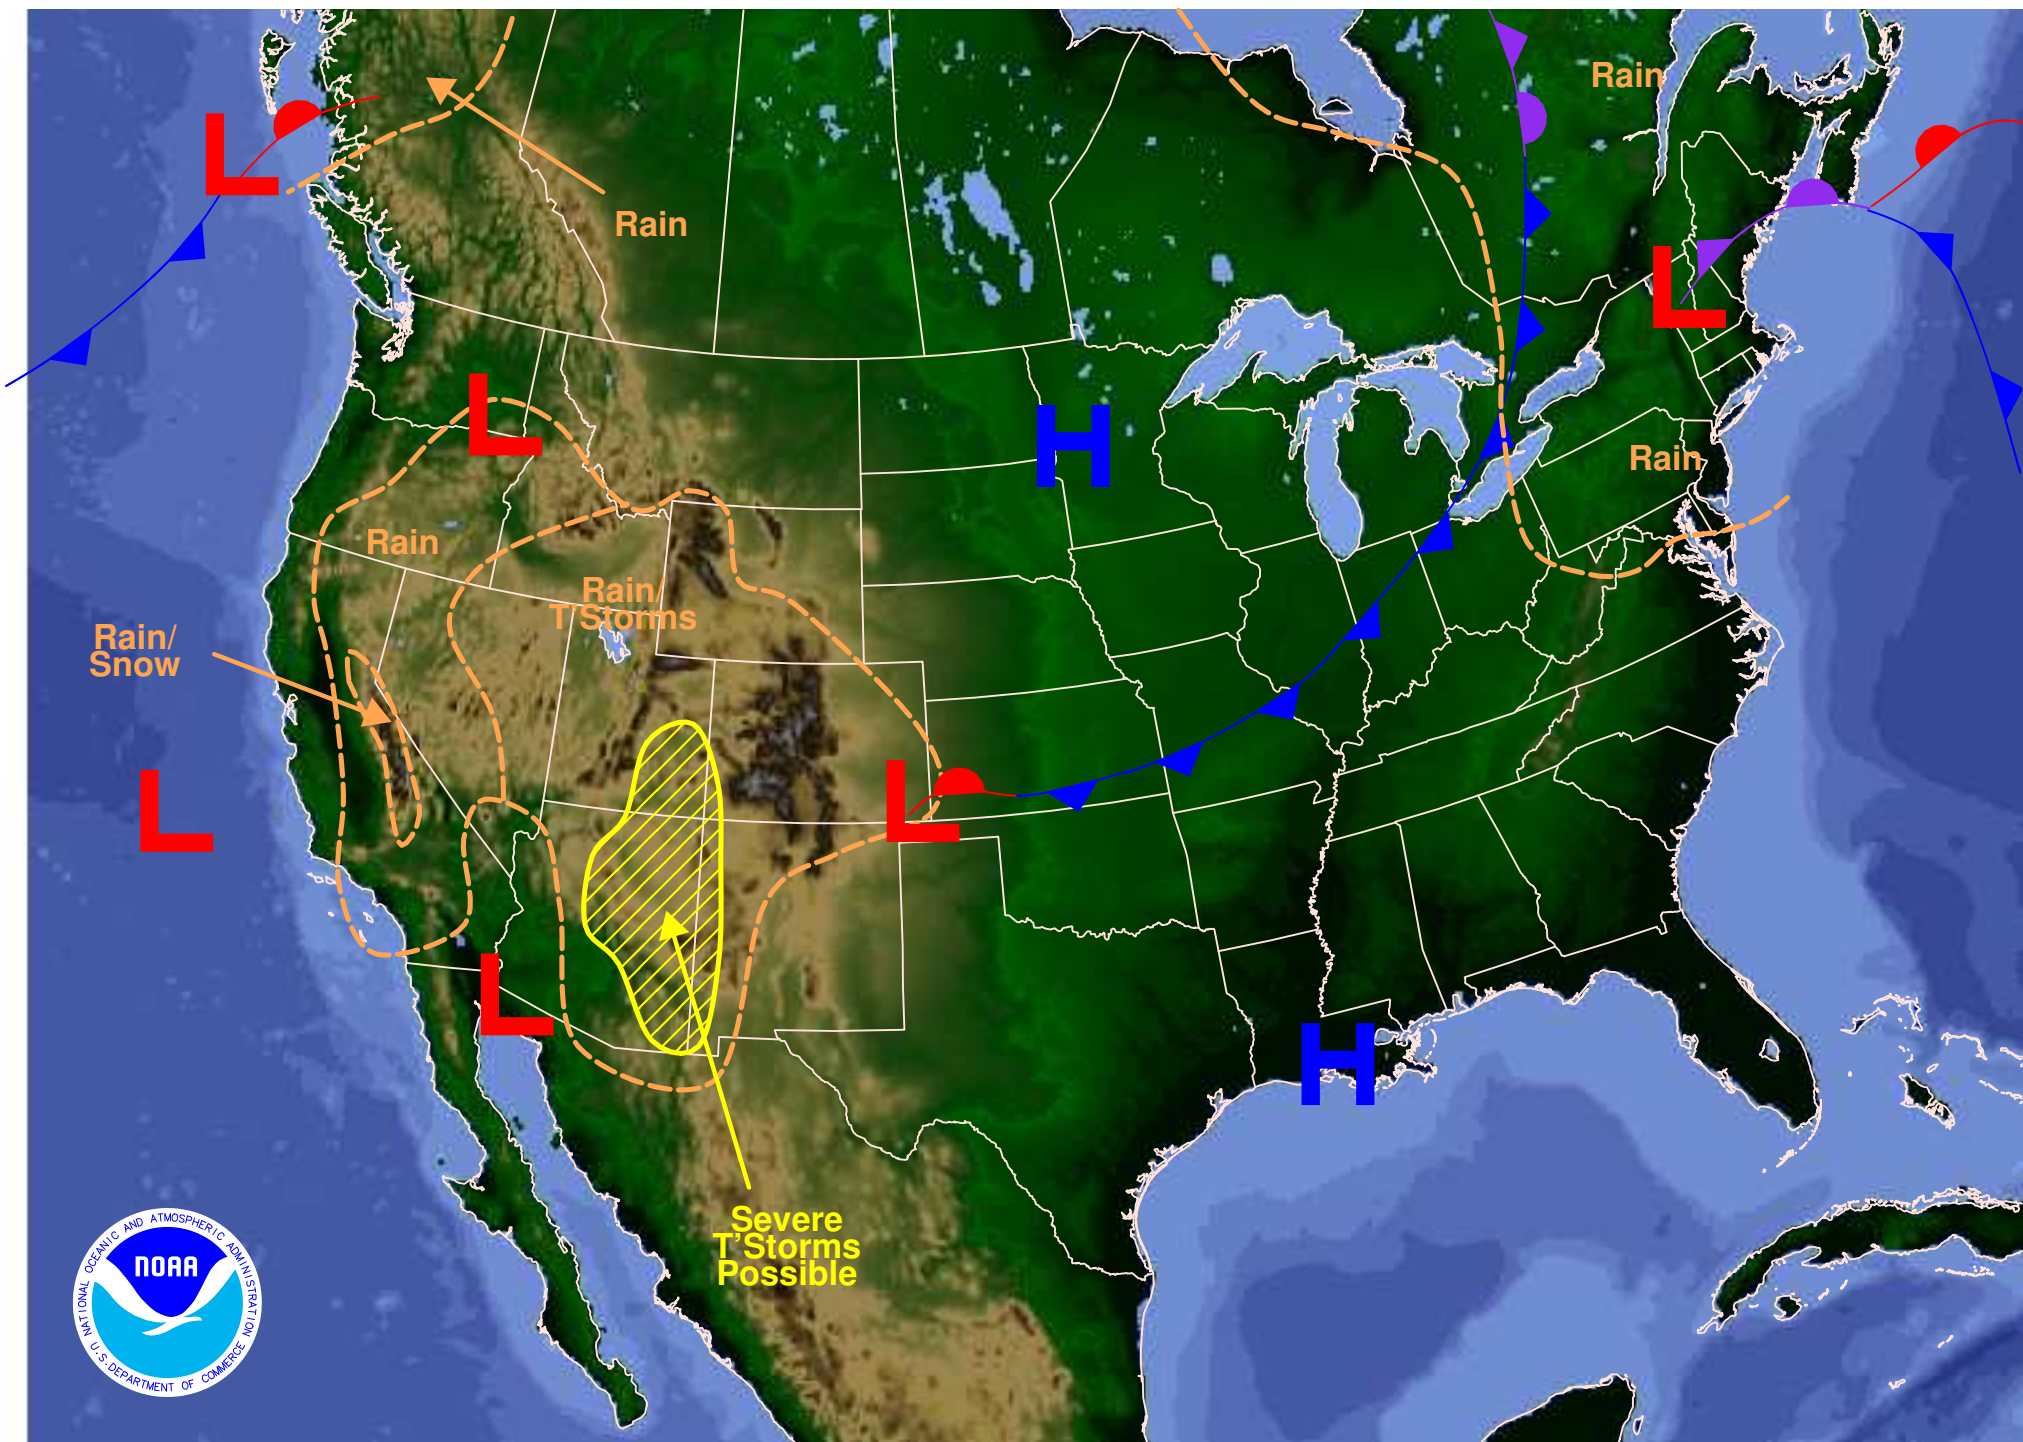 Rain
L
Rain
L
L
H
Rain
Rain
Rain/
T'Storms
Rain/
Snow
L
L
L
H
Severe
T'Storms
Possible
NATIONAL OCEANIC AND ATMOSPHERIC ADMINISTRATION
NOAA
U.S. DEPARTMENT OF COMMERCE